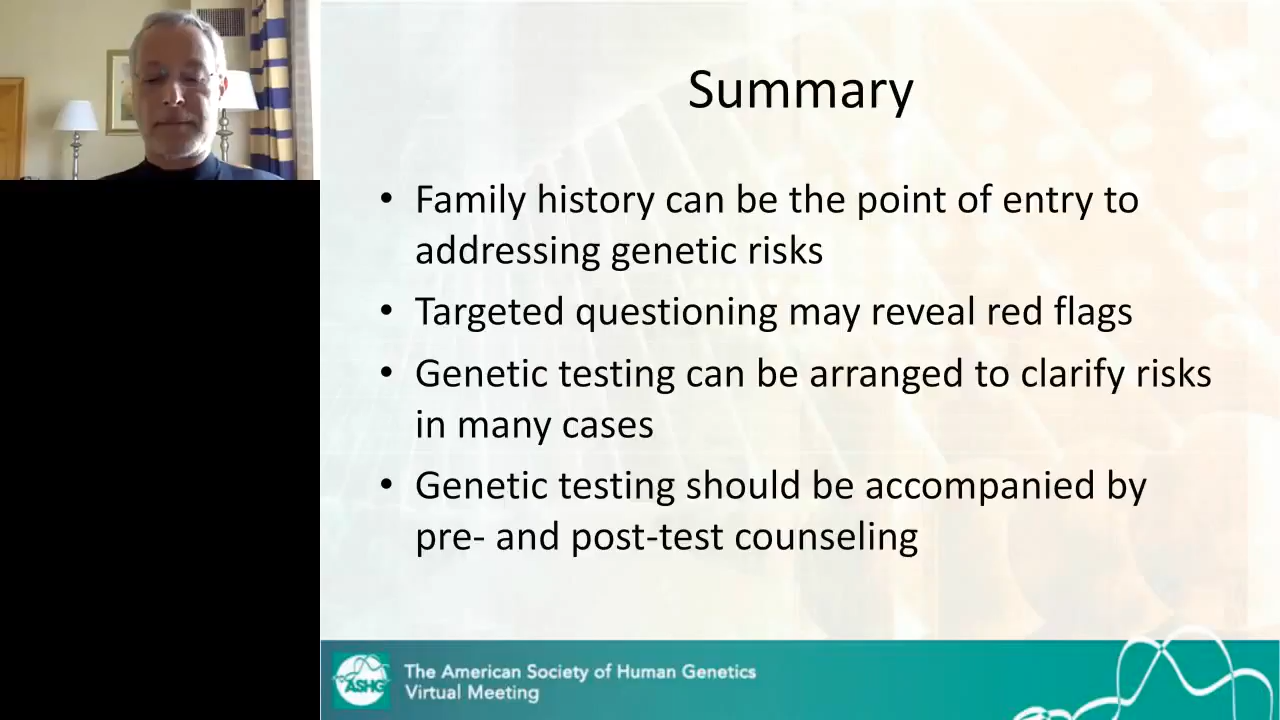 Summary
• Family history can be the point of entry to
addressing genetic risks
• Targeted questioning may reveal red flags
• Genetic testing can be arranged to clarify risks
in many cases
• Genetic testing should be accompanied by
pre- and post-test counseling
ASHG
The American Society of Human Genetics
Virtual Meeting